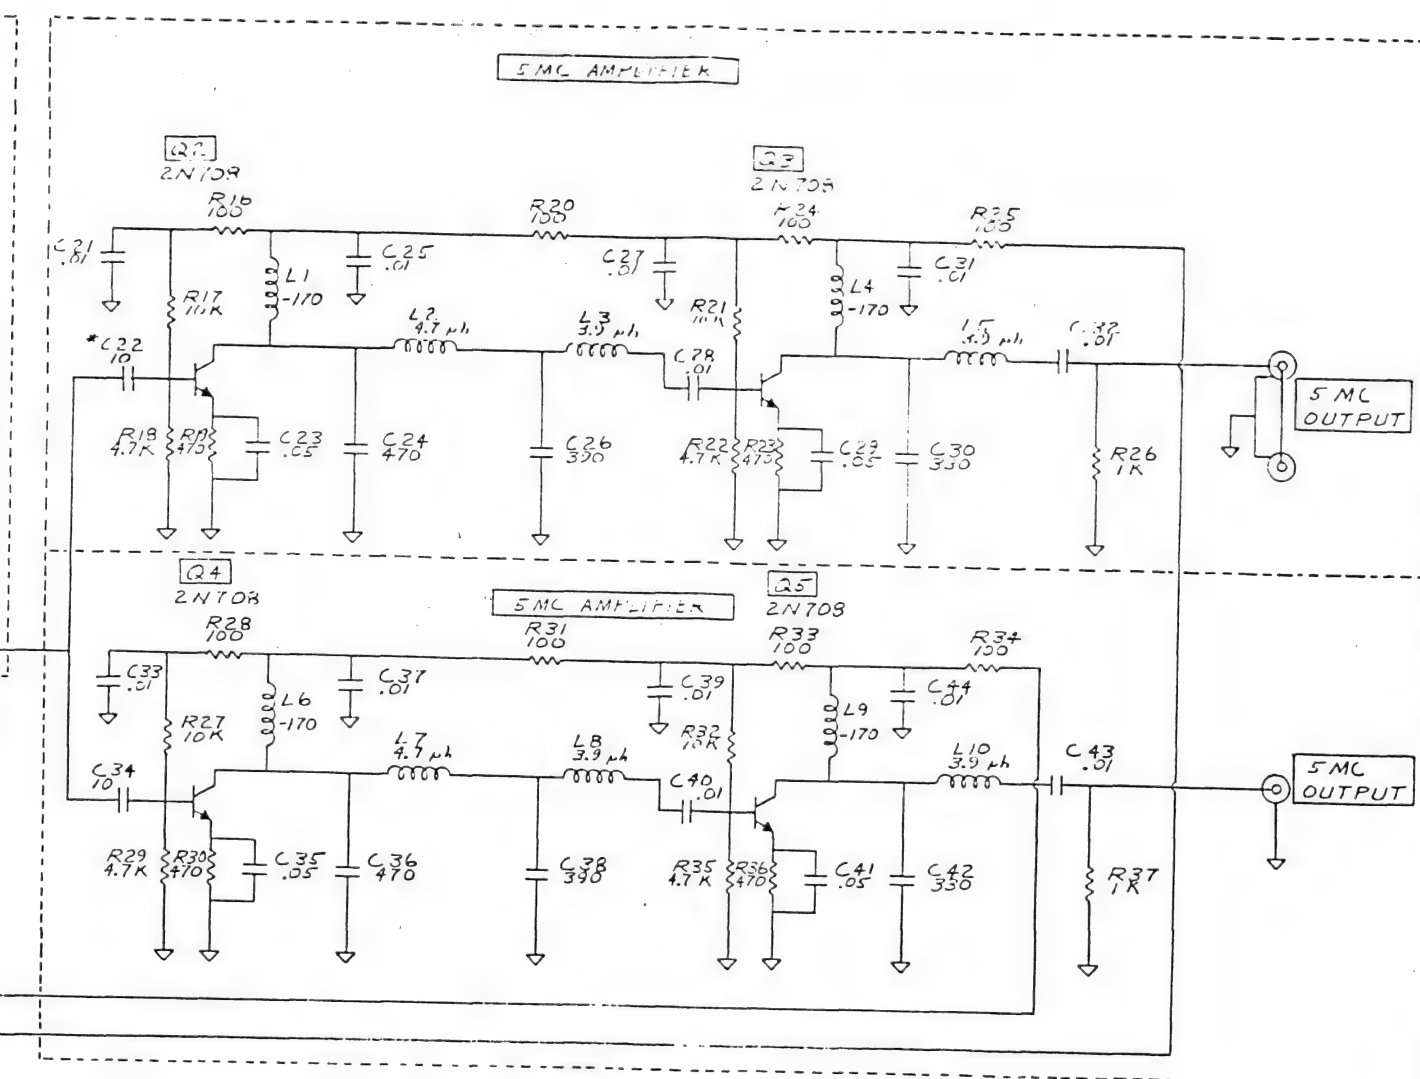 5 MC AMPLIFIER
Q2
2N708
Q3
2N708
R16
100
R20
100
R24
100
R25
100
C21
.01
C25
.01
C27
.01
C31
.01
L1
-170
L4
-170
R17
10K
R21
10K
L2
4.7 μh
L3
3.9 μh
L5
3.9 μh
C32
.01
*C22
10
C28
.01
5 MC
OUTPUT
R18
4.7K
R19
470
C23
.05
C24
470
C26
390
R22
4.7K
R23
470
C29
.05
C30
330
R26
1K
Q4
2N708
5 MC AMPLIFIER
Q5
2N708
R28
100
R31
100
R33
100
R34
100
C33
.01
C37
.01
C39
.01
C44
.01
L6
-170
L9
-170
R27
10K
R32
10K
L7
4.7 μh
L8
3.9 μh
L10
3.9 μh
C43
.01
C34
10
C40
.01
5 MC
OUTPUT
R29
4.7K
R30
470
C35
.05
C36
470
C38
390
R35
4.7K
R36
470
C41
.05
C42
330
R37
1K